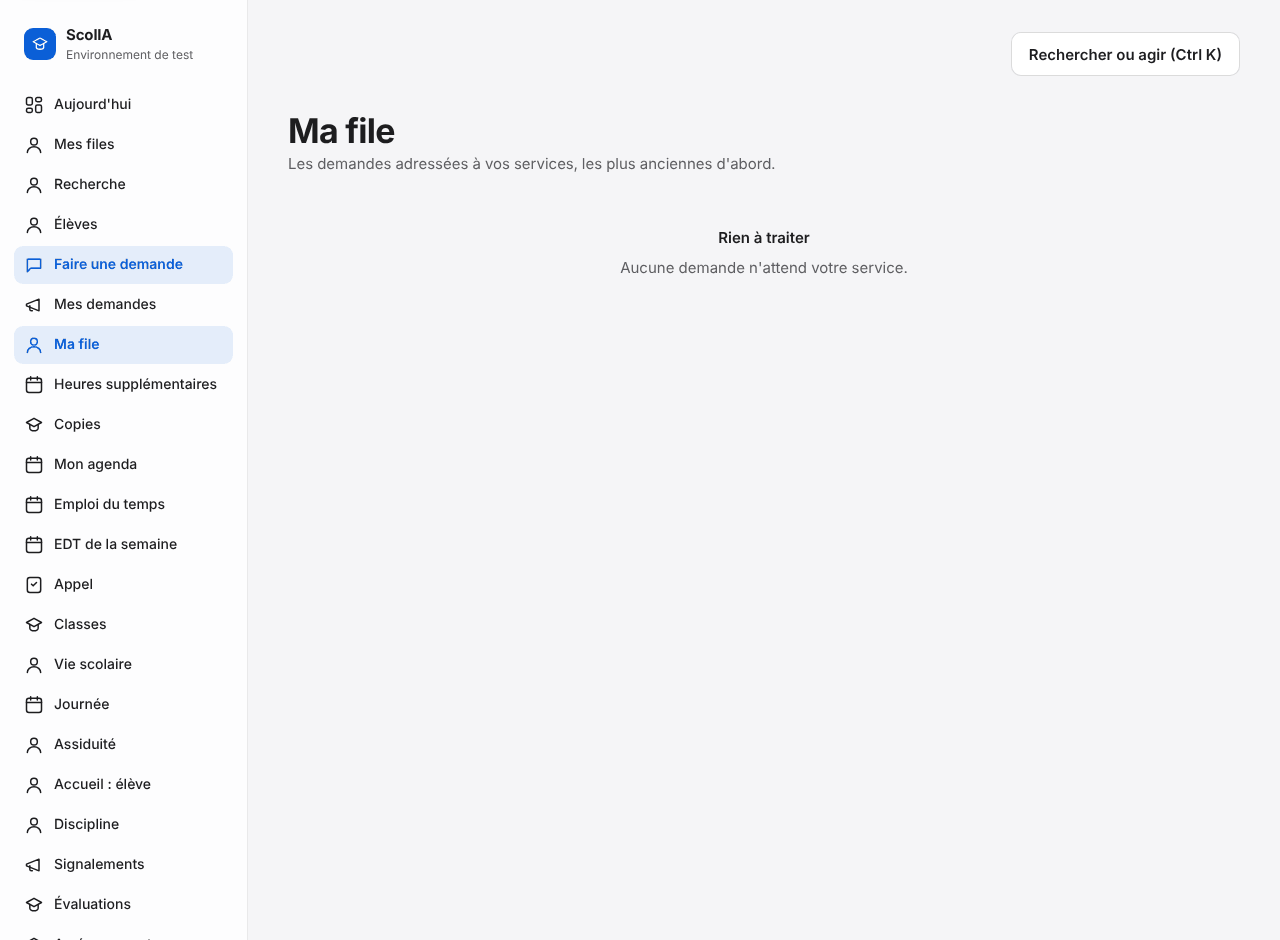 ScolIA
Environnement de test
Rechercher ou agir (Ctrl K)
Aujourd'hui
Mes files
Recherche
Élèves
Faire une demande
Mes demandes
Ma file
Heures supplémentaires
Copies
Mon agenda
Emploi du temps
EDT de la semaine
Appel
Classes
Vie scolaire
Journée
Assiduité
Accueil : élève
Discipline
Signalements
Évaluations
Ma file
Les demandes adressées à vos services, les plus anciennes d'abord.
Rien à traiter
Aucune demande n'attend votre service.